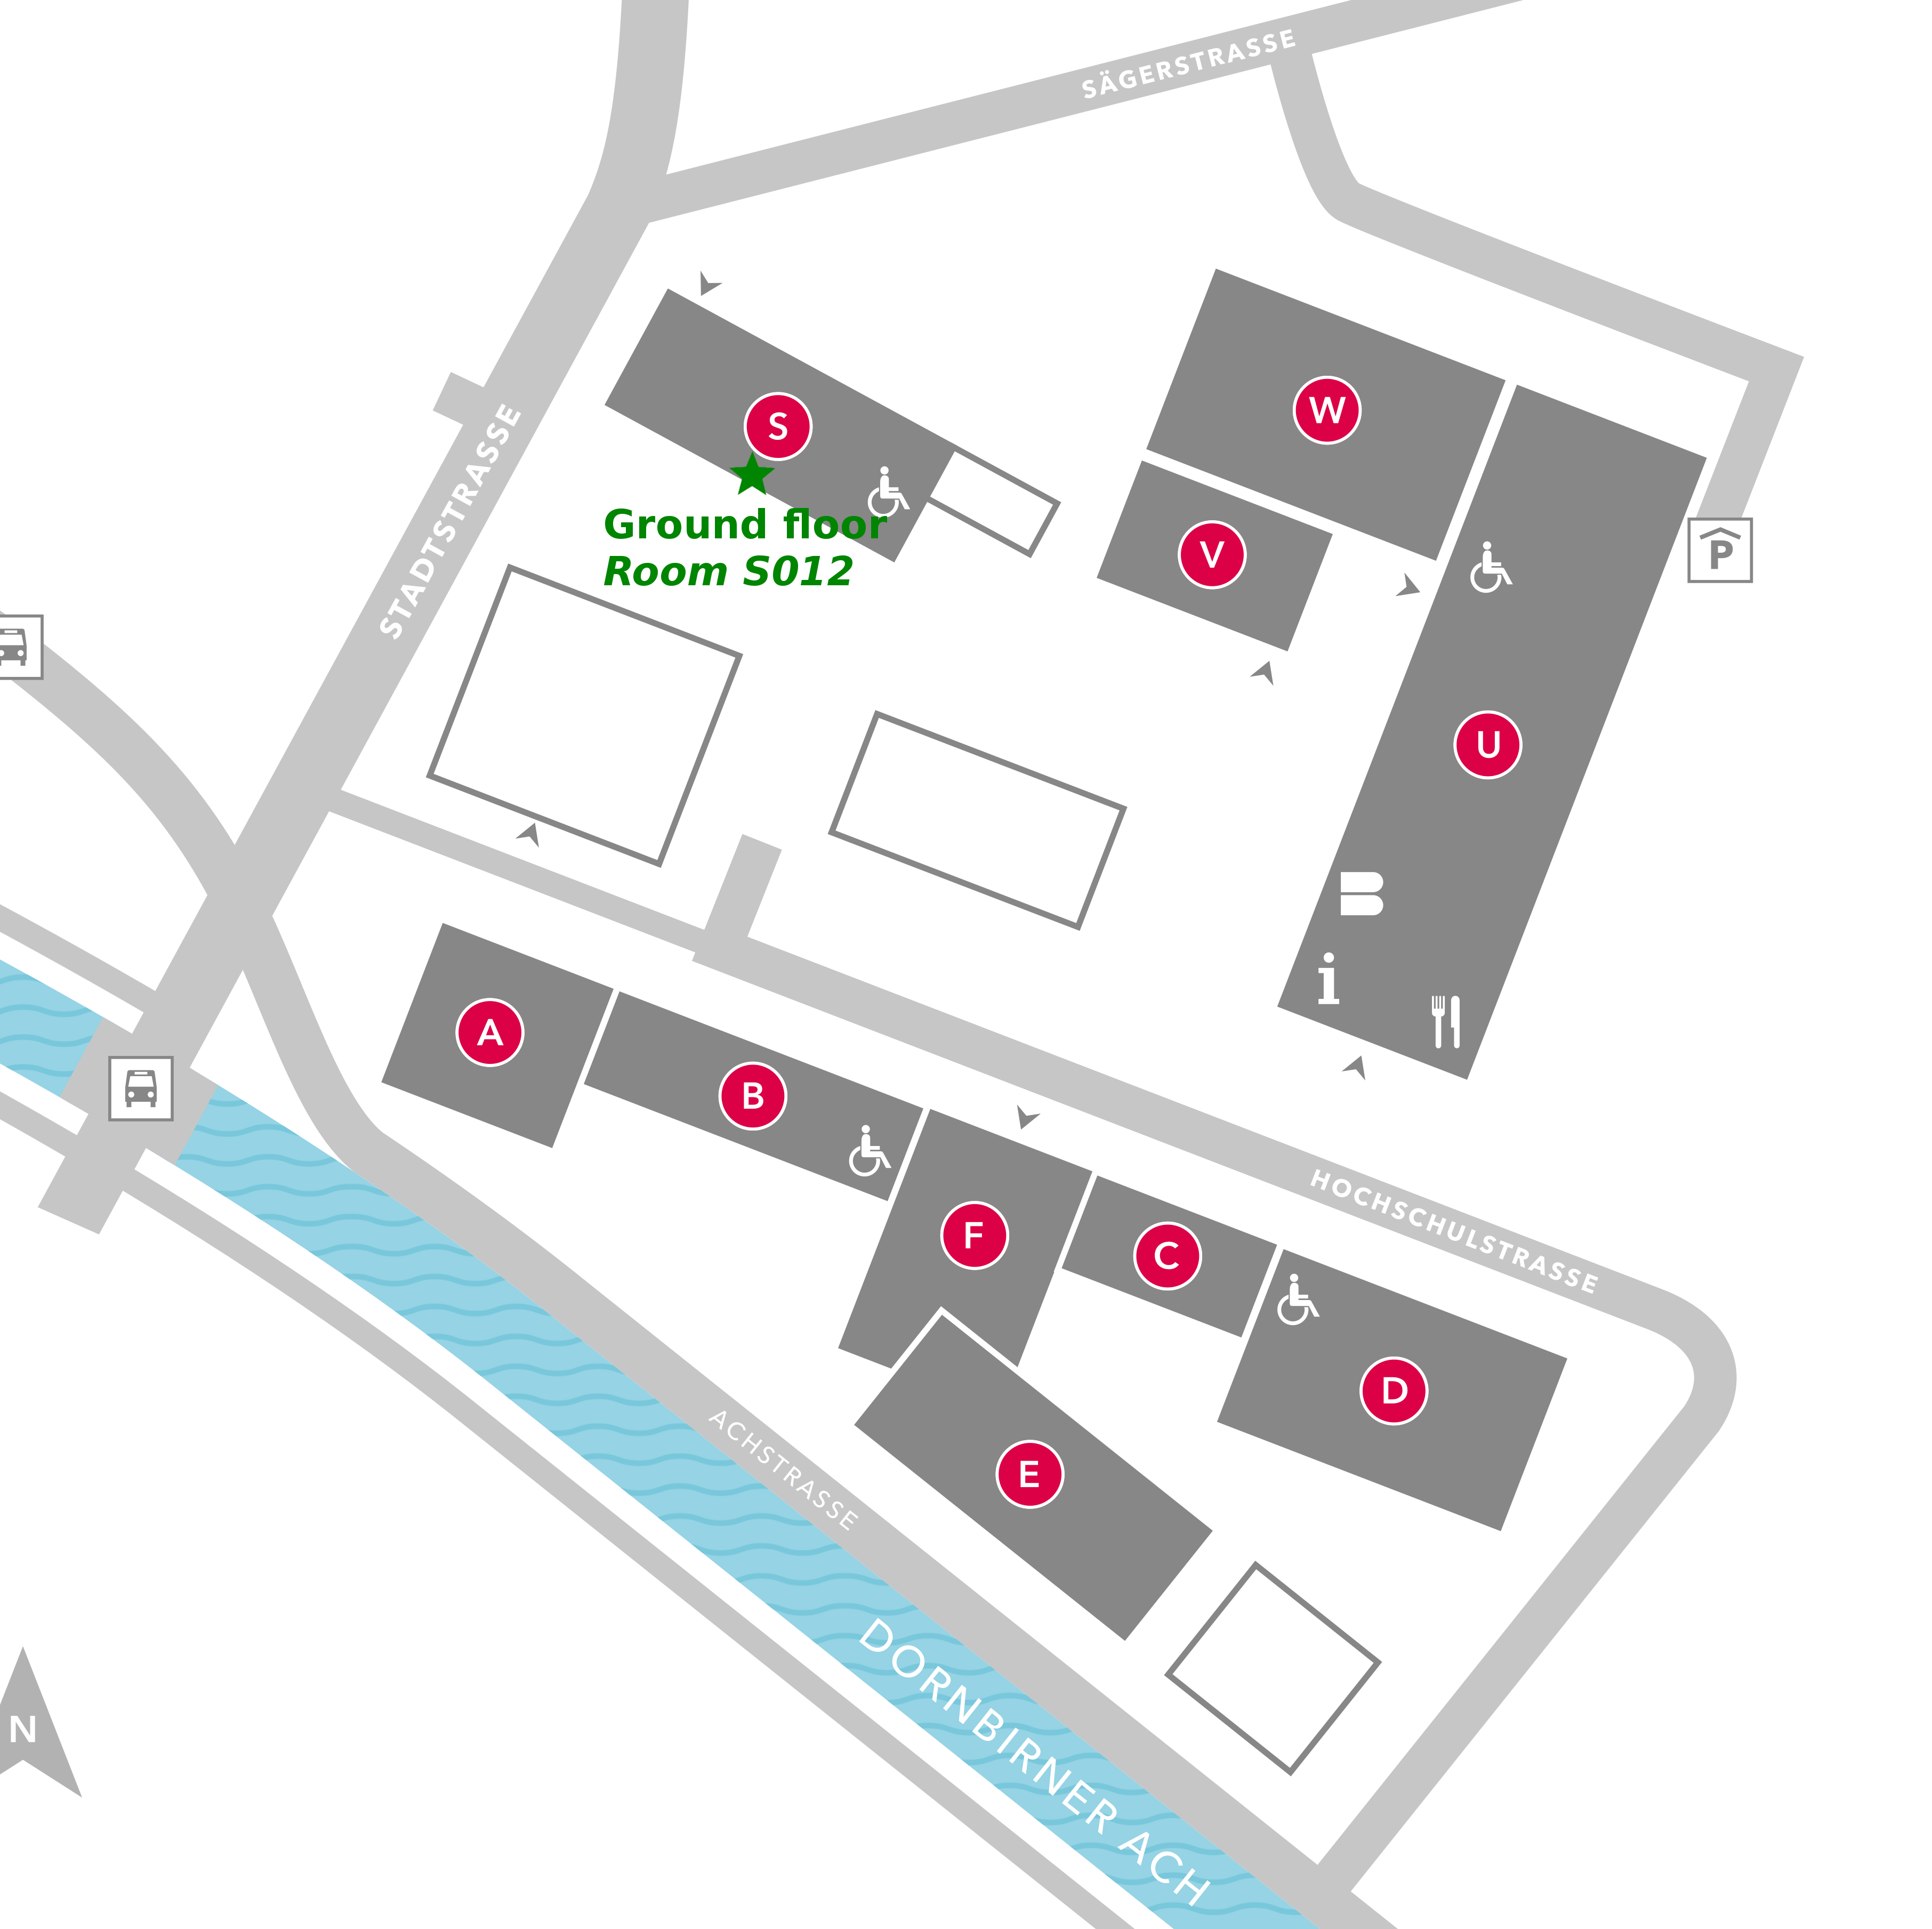 SÄGERSTRASSE
STADTSTRASSE
S
W
Ground floor
Room S012
V
P
U
i
A
B
F
C
HOCHSCHULSTRASSE
D
ACHSTRASSE
E
DORNBIRNER ACH
N